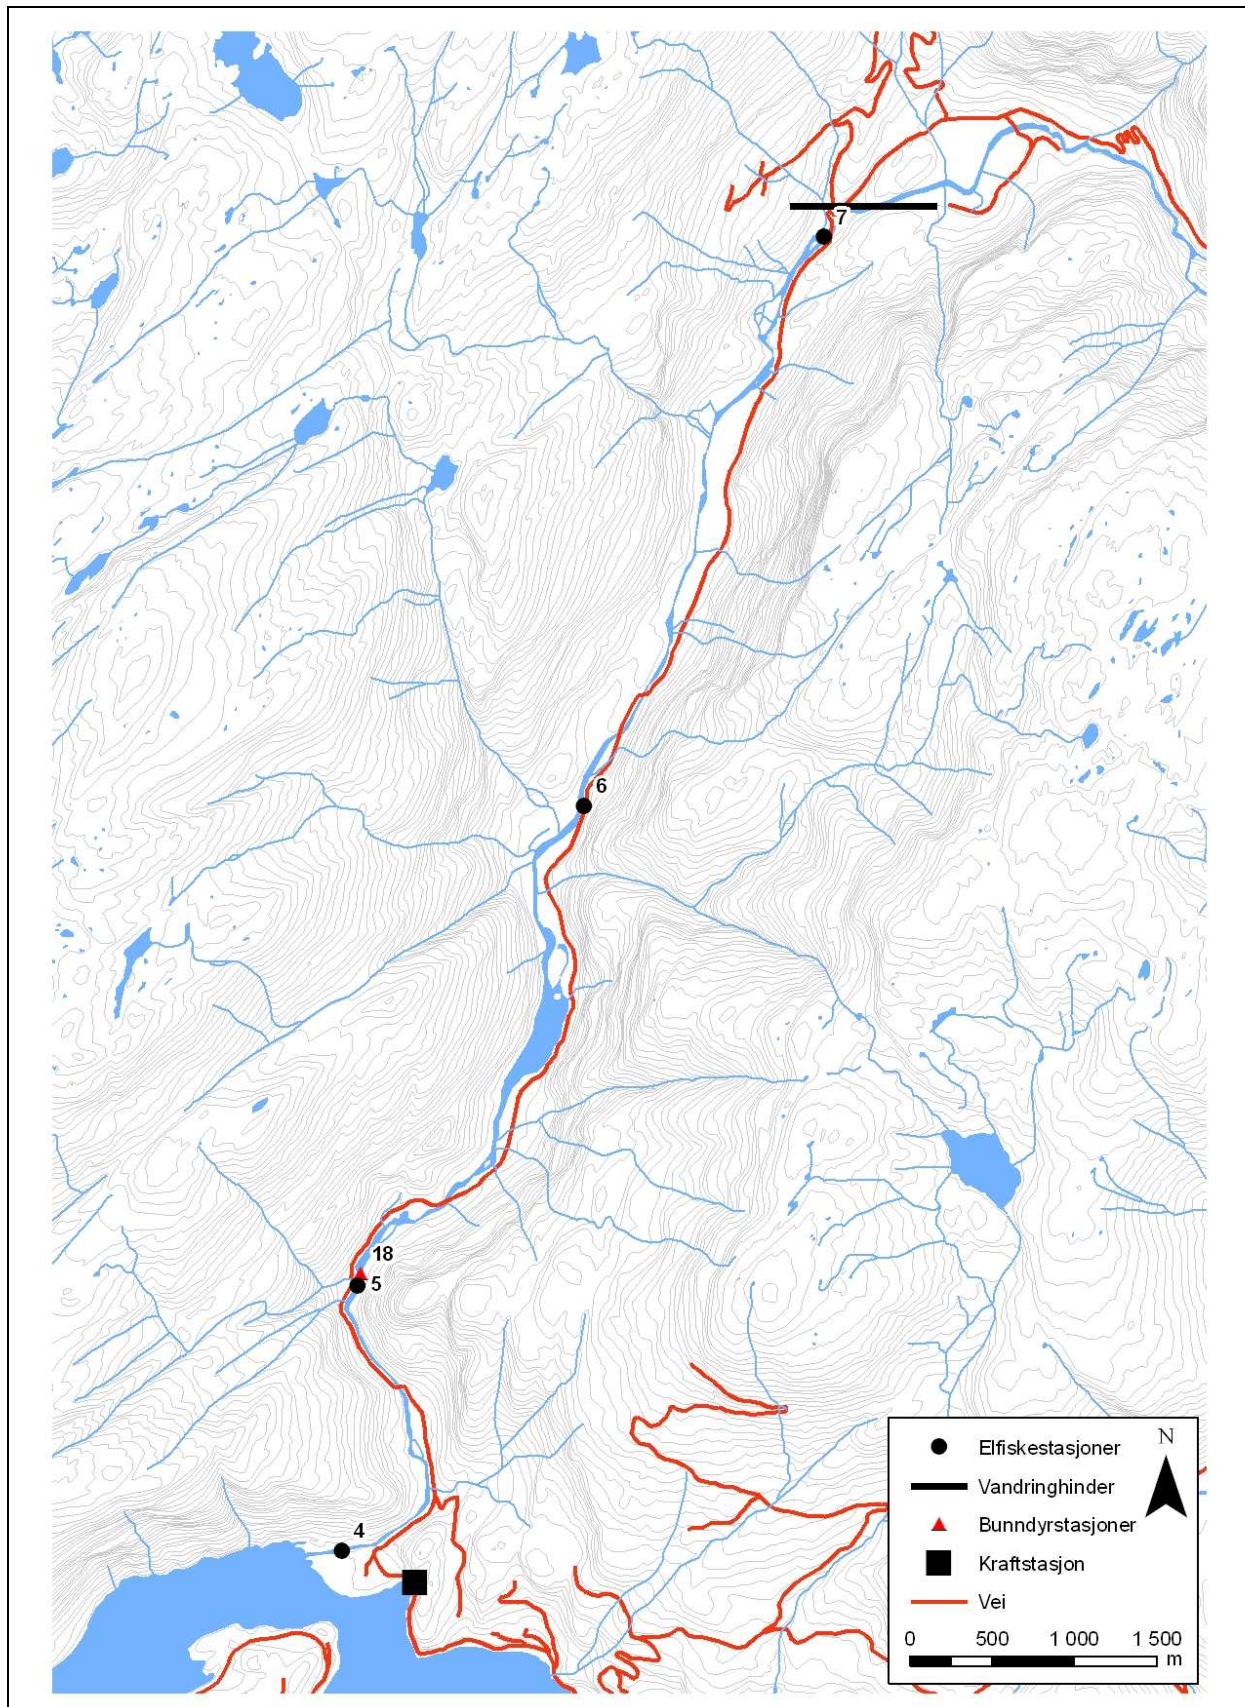 7
6
18
5
4
N
Elfiskestasjoner
Vandringhinder
Bunndyrstasjoner
Kraftstasjon
Vei
0 500 1 000 1 500
m